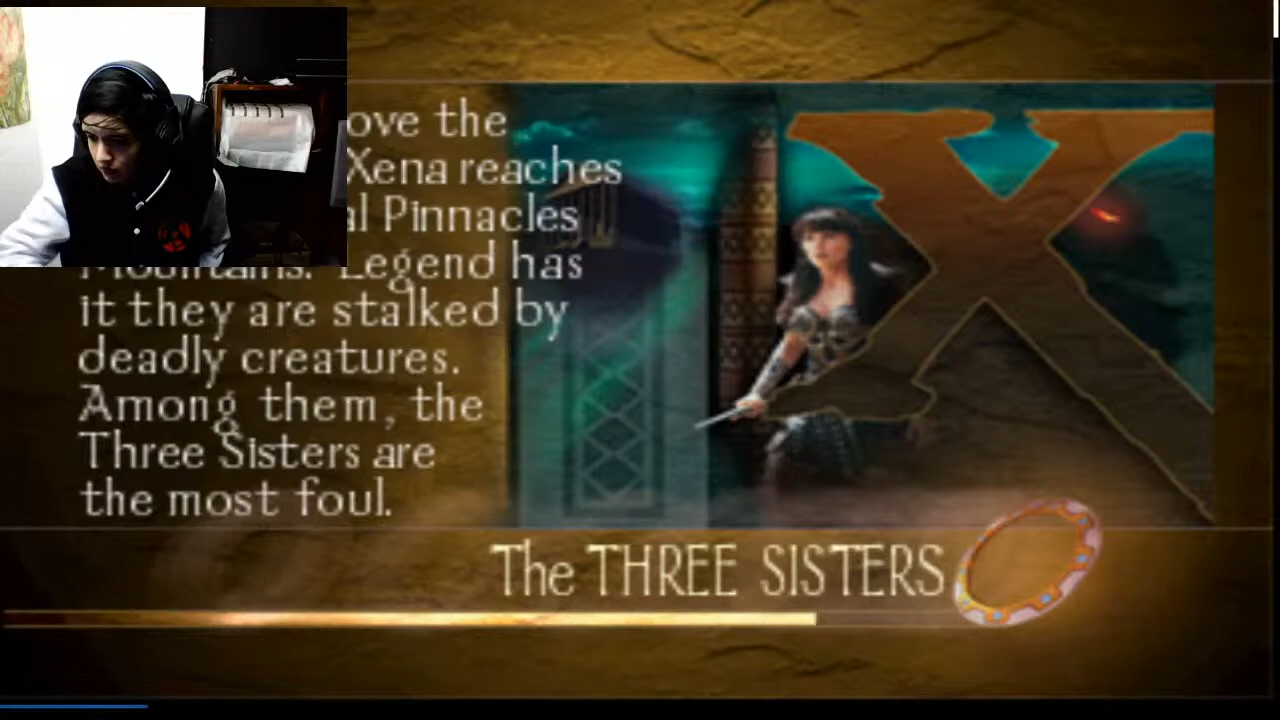 ove the
Xena reaches
al Pinnacles
Mountains. Legend has
it they are stalked by
deadly creatures.
Among them, the
Three Sisters are
the most foul.
The THREE SISTERS